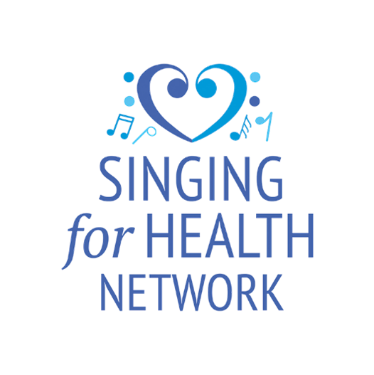 SINGING
for HEALTH
NETWORK